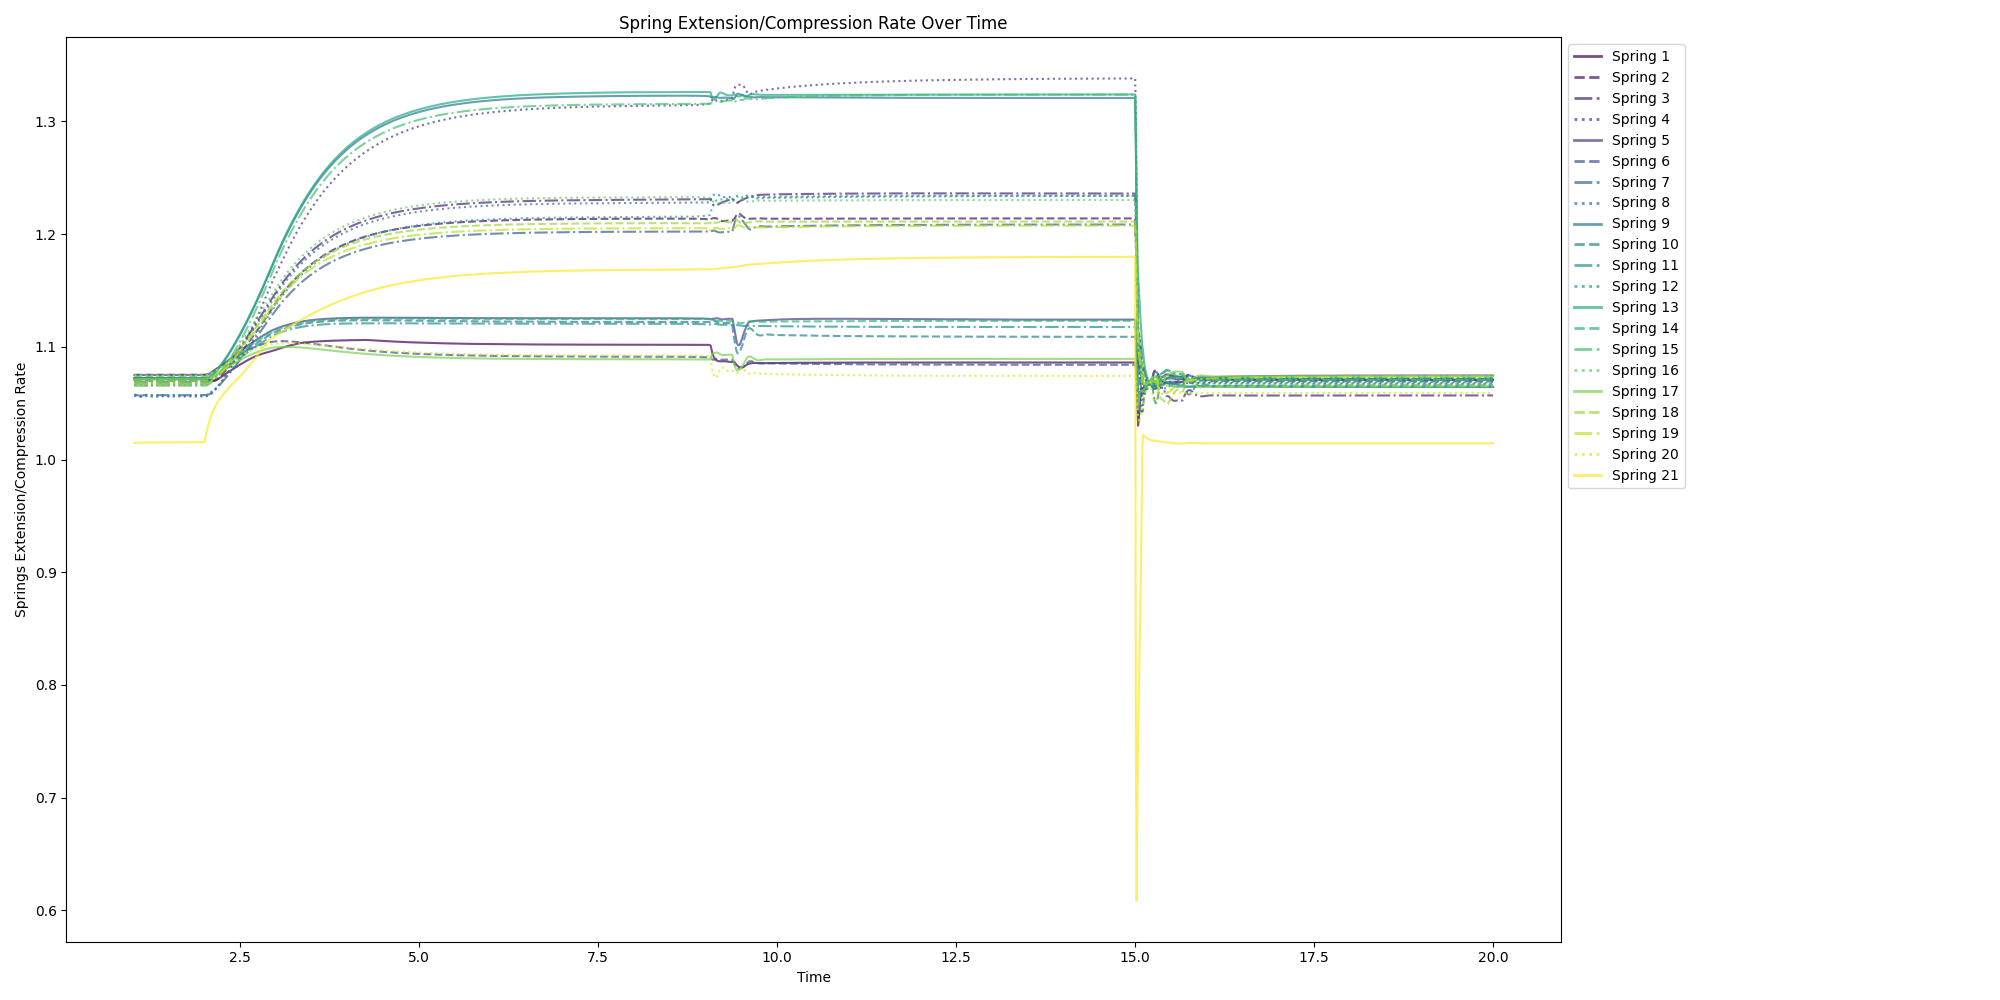 Spring Extension/Compression Rate Over Time
Springs Extension/Compression Rate
1.3
1.2
1.1
1.0
0.9
0.8
0.7
0.6
2.5
5.0
7.5
10.0
12.5
15.0
17.5
20.0
Time
Spring 1
Spring 2
Spring 3
Spring 4
Spring 5
Spring 6
Spring 7
Spring 8
Spring 9
Spring 10
Spring 11
Spring 12
Spring 13
Spring 14
Spring 15
Spring 16
Spring 17
Spring 18
Spring 19
Spring 20
Spring 21